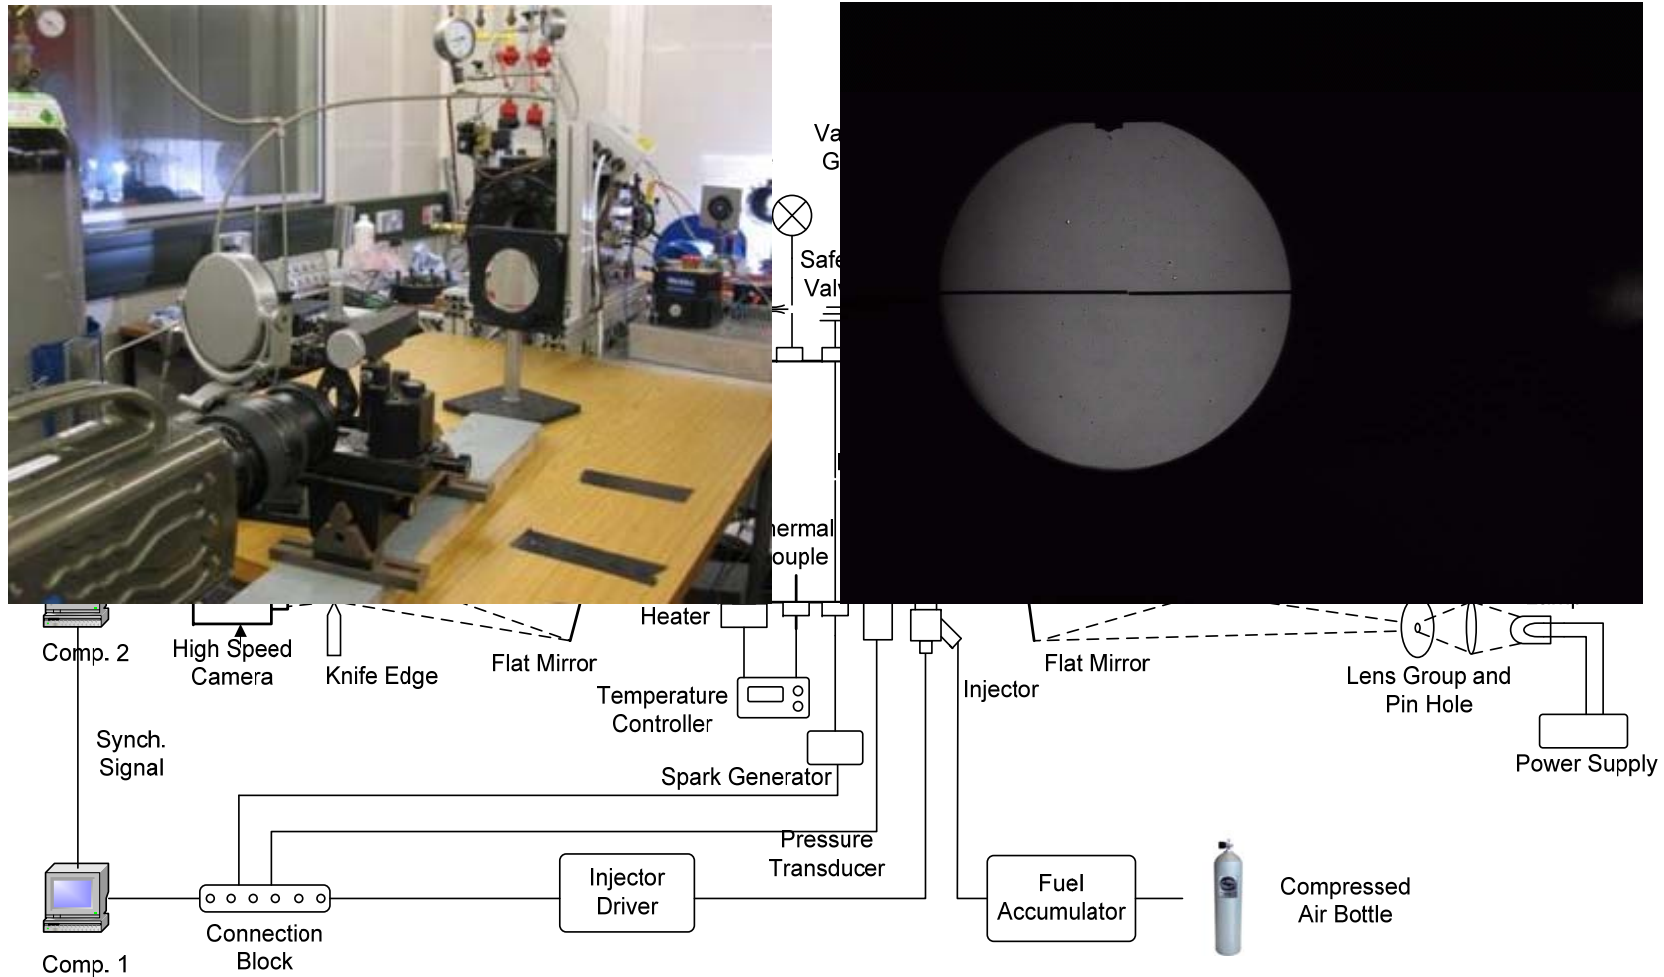 Va
G
Safe
Val
hermal
ouple
Heater
Comp. 2
High Speed
Camera
Knife Edge
Flat Mirror
Temperature
Controller
Injector
Flat Mirror
Lens Group and
Pin Hole
Synch.
Signal
Spark Generator
Power Supply
Pressure
Transducer
Injector
Driver
Fuel
Accumulator
Compressed
Air Bottle
Connection
Block
Comp. 1